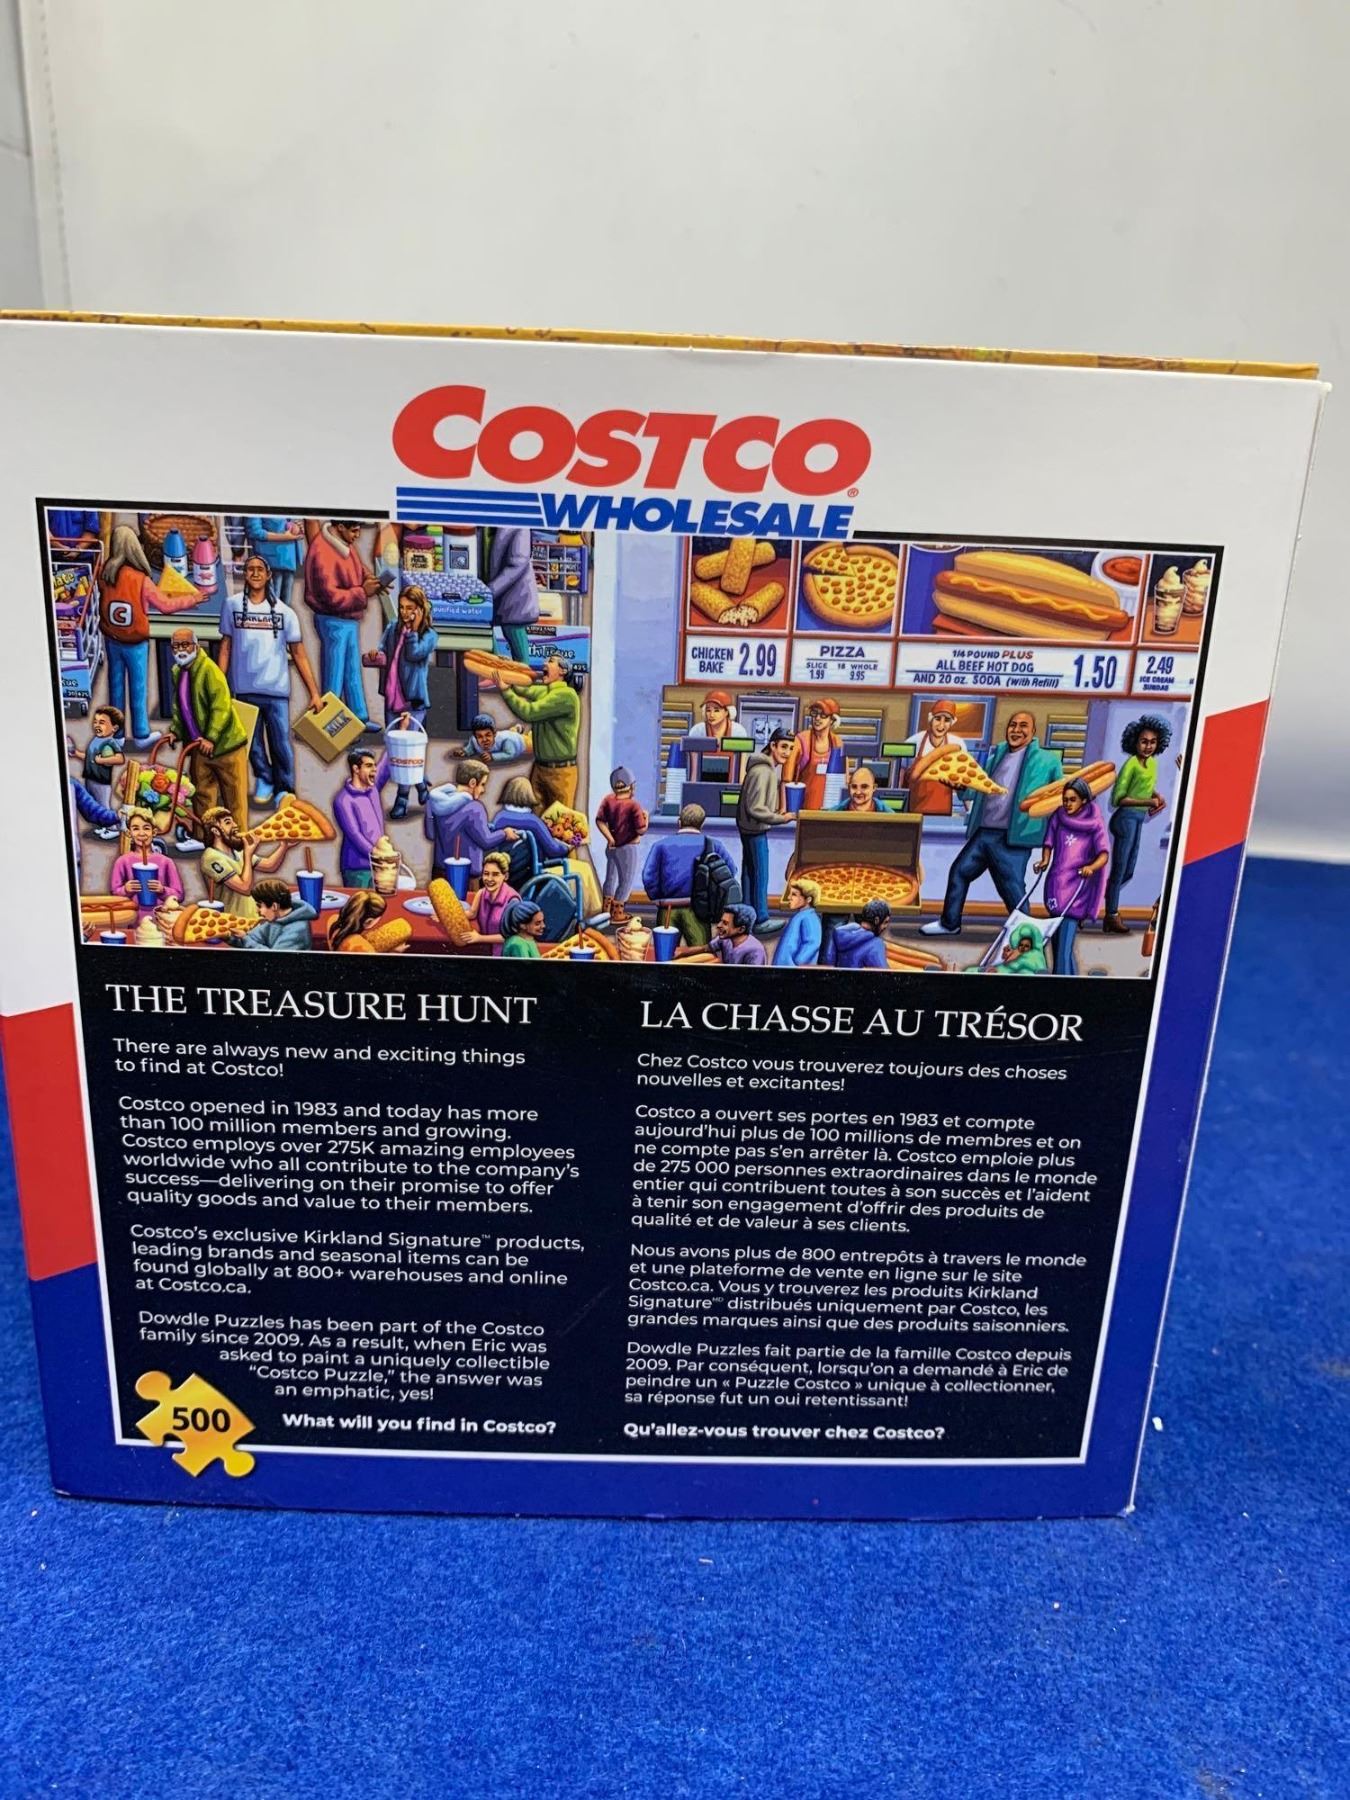 COSTCO®
WHOLESALE
C
KIRKLAND
MILK
COSTCO
purified water
KIRKLAND
CHICKEN BAKE 2.99
PIZZA
SLICE 18" WHOLE
1.99 9.95
1/4 POUND PLUS
ALL BEEF HOT DOG
AND 20 oz. SODA (With Refill)
1.50
2.49
ICE CREAM
SUNDAE
THE TREASURE HUNT
There are always new and exciting things
to find at Costco!
Costco opened in 1983 and today has more
than 100 million members and growing.
Costco employs over 275K amazing employees
worldwide who all contribute to the company's
success—delivering on their promise to offer
quality goods and value to their members.
Costco's exclusive Kirkland Signature™ products,
leading brands and seasonal items can be
found globally at 800+ warehouses and online
at Costco.ca.
Dowdle Puzzles has been part of the Costco
family since 2009. As a result, when Eric was
asked to paint a uniquely collectible
"Costco Puzzle," the answer was
an emphatic, yes!
What will you find in Costco?
500
LA CHASSE AU TRÉSOR
Chez Costco vous trouverez toujours des choses
nouvelles et excitantes!
Costco a ouvert ses portes en 1983 et compte
aujourd'hui plus de 100 millions de membres et on
ne compte pas s'en arrêter là. Costco emploie plus
de 275 000 personnes extraordinaires dans le monde
entier qui contribuent toutes à son succès et l'aident
à tenir son engagement d'offrir des produits de
qualité et de valeur à ses clients.
Nous avons plus de 800 entrepôts à travers le monde
et une plateforme de vente en ligne sur le site
Costco.ca. Vous y trouverez les produits Kirkland
Signature MD distribués uniquement par Costco, les
grandes marques ainsi que des produits saisonniers.
Dowdle Puzzles fait partie de la famille Costco depuis
2009. Par conséquent, lorsqu'on a demandé à Eric de
peindre un « Puzzle Costco » unique à collectionner,
sa réponse fut un oui retentissant!
Qu'allez-vous trouver chez Costco?